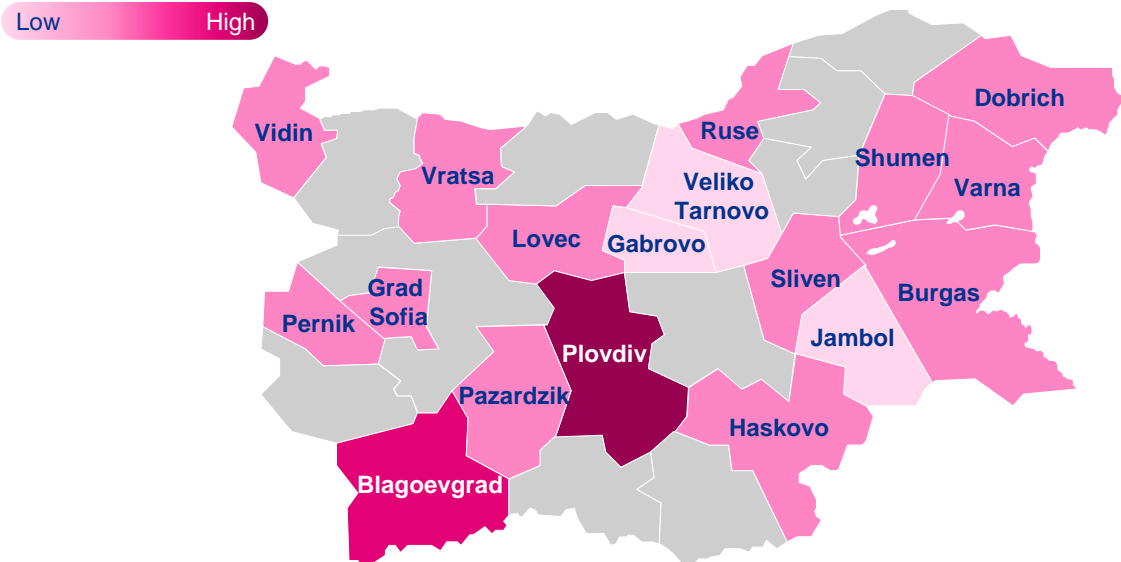 Low
High
Dobrich
Vidin
Ruse
Shumen
Vratsa
Veliko
Tarnovo
Varna
Lovec
Gabrovo
Sliven
Grad
Sofia
Burgas
Pernik
Jambol
Plovdiv
Pazardzik
Haskovo
Blagoevgrad